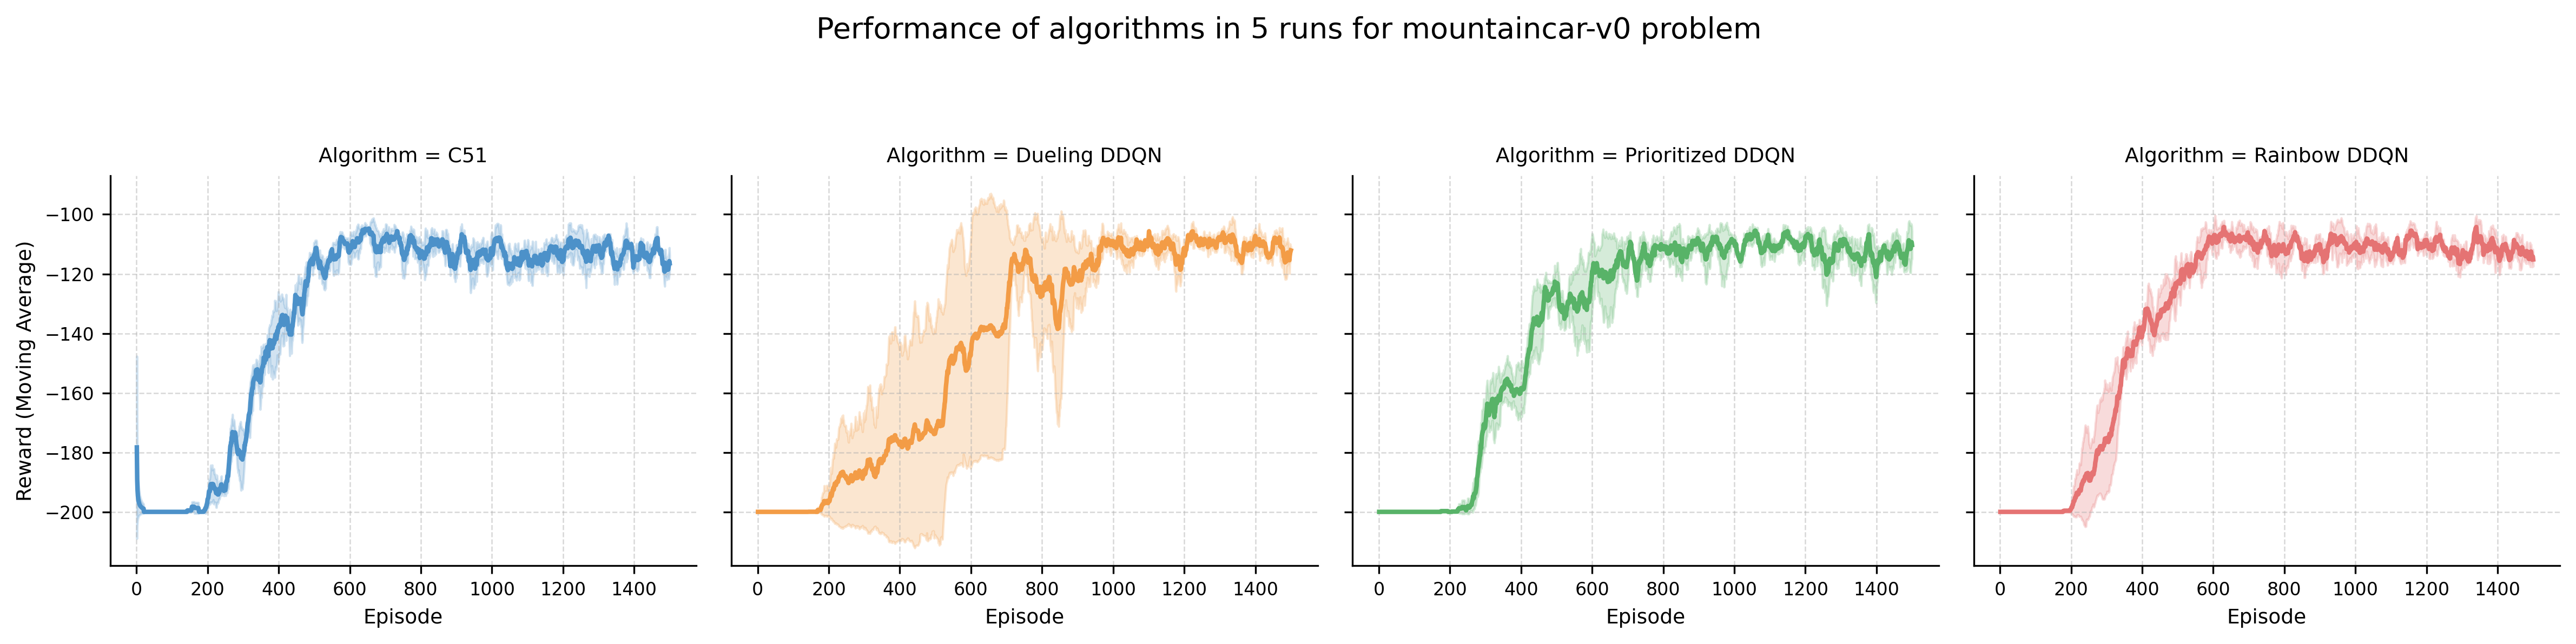 Performance of algorithms in 5 runs for mountaincar-v0 problem
Algorithm = C51
Algorithm = Dueling DDQN
Algorithm = Prioritized DDQN
Algorithm = Rainbow DDQN
Reward (Moving Average)
−100
−120
−140
−160
−180
−200
0 200 400 600 800 1000 1200 1400
0 200 400 600 800 1000 1200 1400
0 200 400 600 800 1000 1200 1400
0 200 400 600 800 1000 1200 1400
Episode
Episode
Episode
Episode